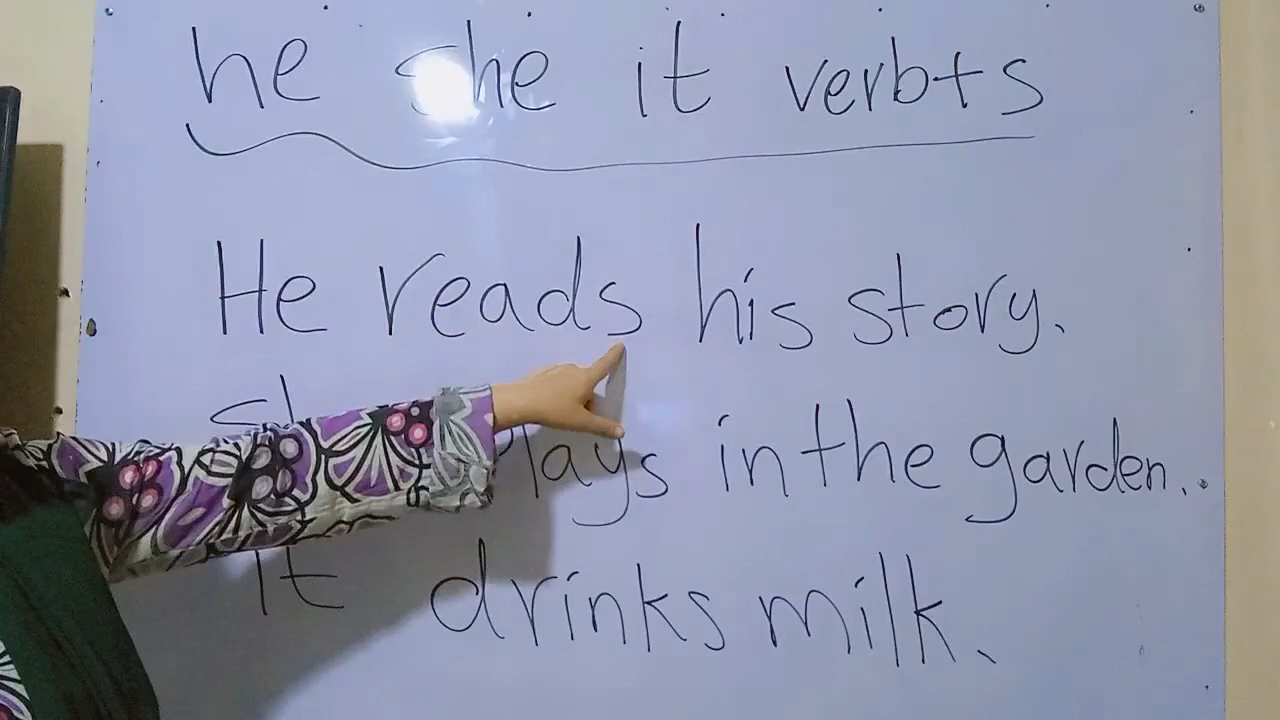 he she it verb+s
He reads his story.
in the garden.
It drinks milk.